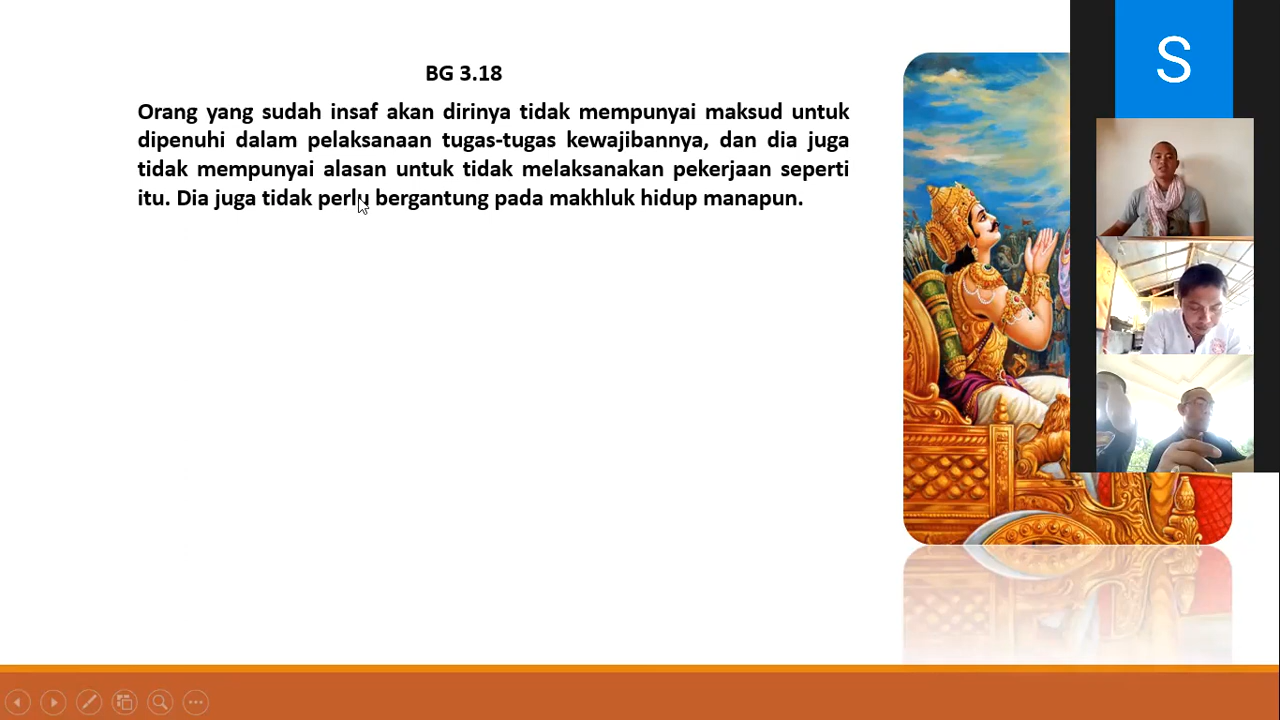 BG 3.18
Orang yang sudah insaf akan dirinya tidak mempunyai maksud untuk
dipenuhi dalam pelaksanaan tugas-tugas kewajibannya, dan dia juga
tidak mempunyai alasan untuk tidak melaksanakan pekerjaan seperti
itu. Dia juga tidak perlu bergantung pada makhluk hidup manapun.
S